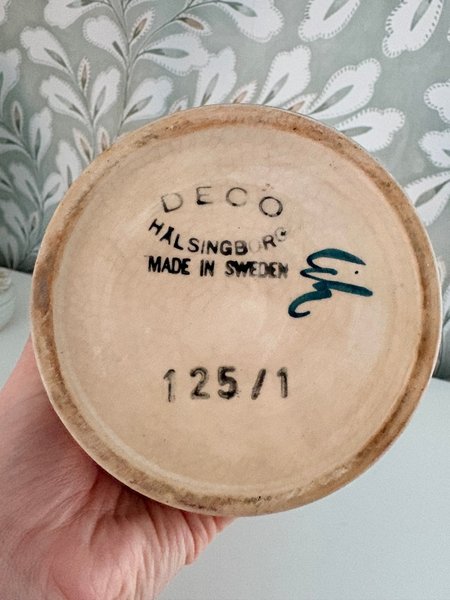 DECO
HÄLSINGBORG
MADE IN SWEDEN
125/1